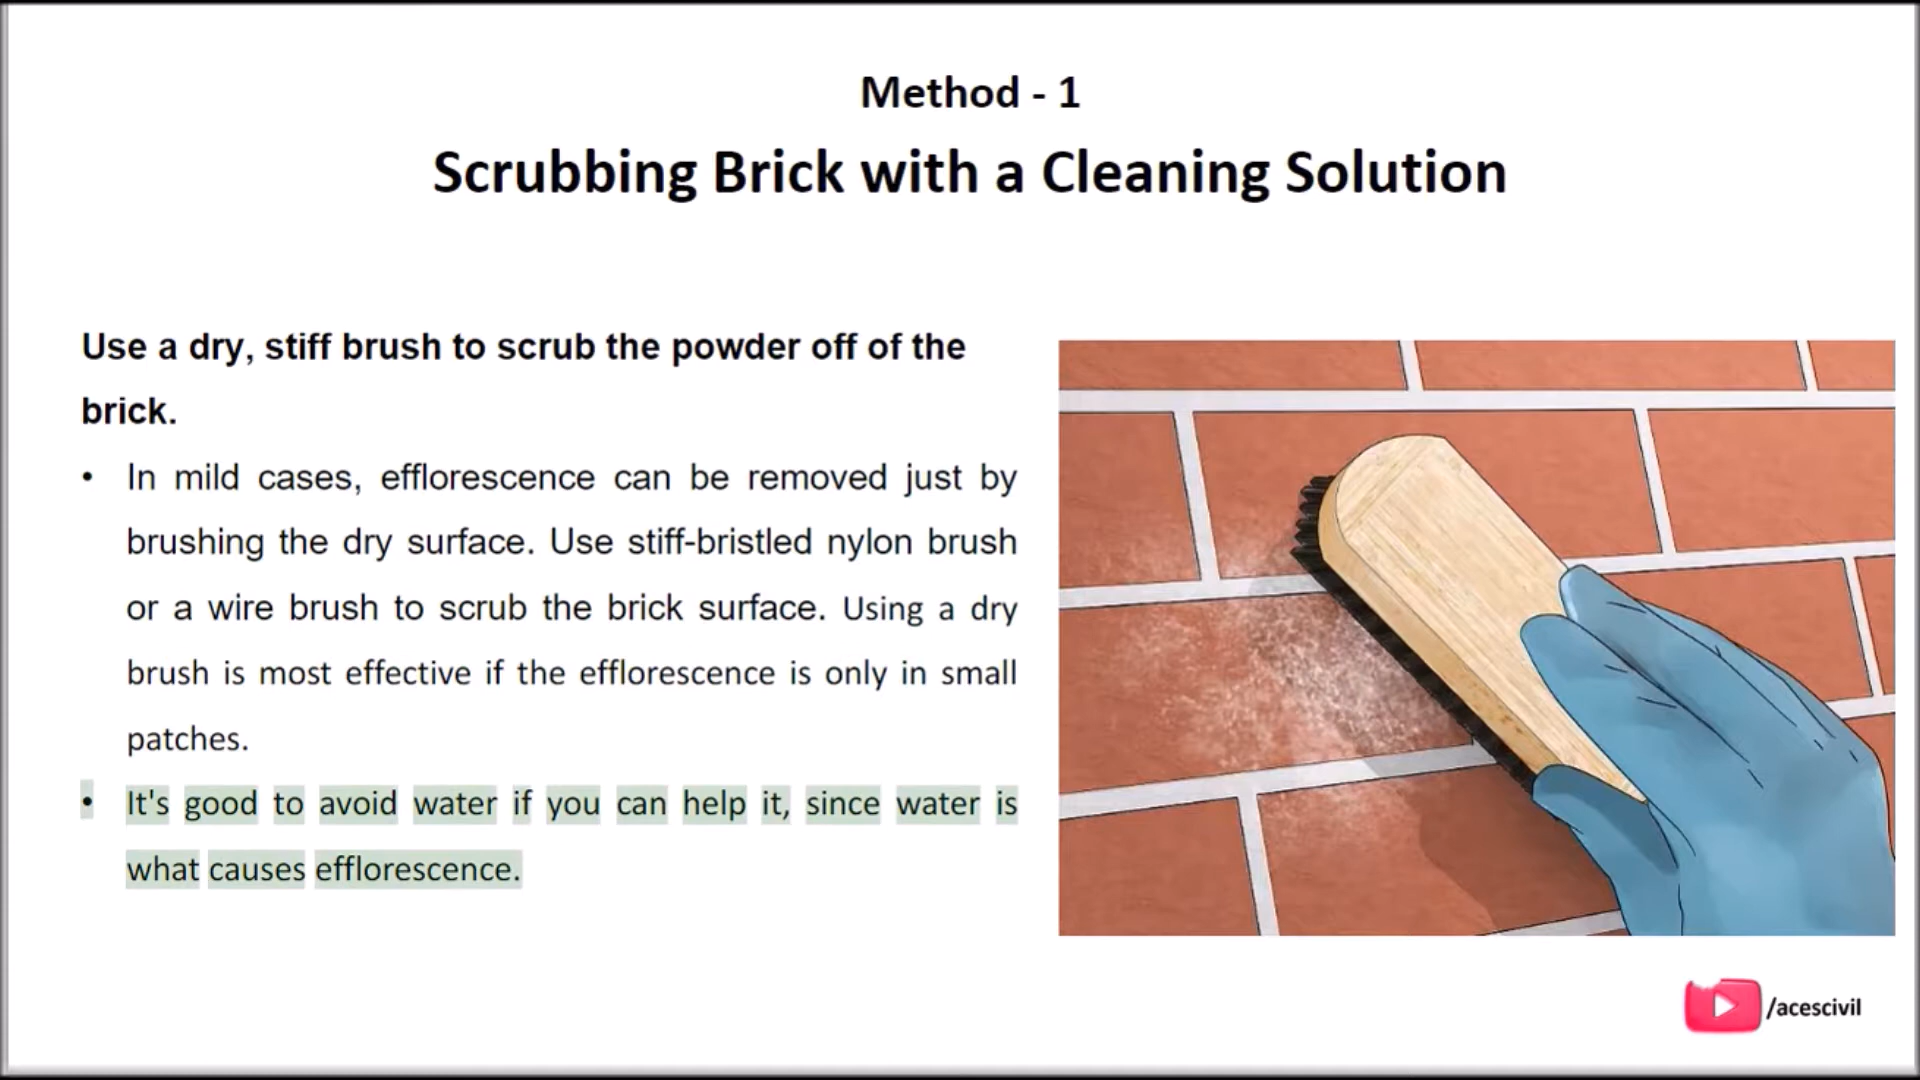 Method - 1
Scrubbing Brick with a Cleaning Solution
Use a dry, stiff brush to scrub the powder off of the
brick.
• In mild cases, efflorescence can be removed just by
brushing the dry surface. Use stiff-bristled nylon brush
or a wire brush to scrub the brick surface. Using a dry
brush is most effective if the efflorescence is only in small
patches.
• It's good to avoid water if you can help it, since water is
what causes efflorescence.
/acescivil